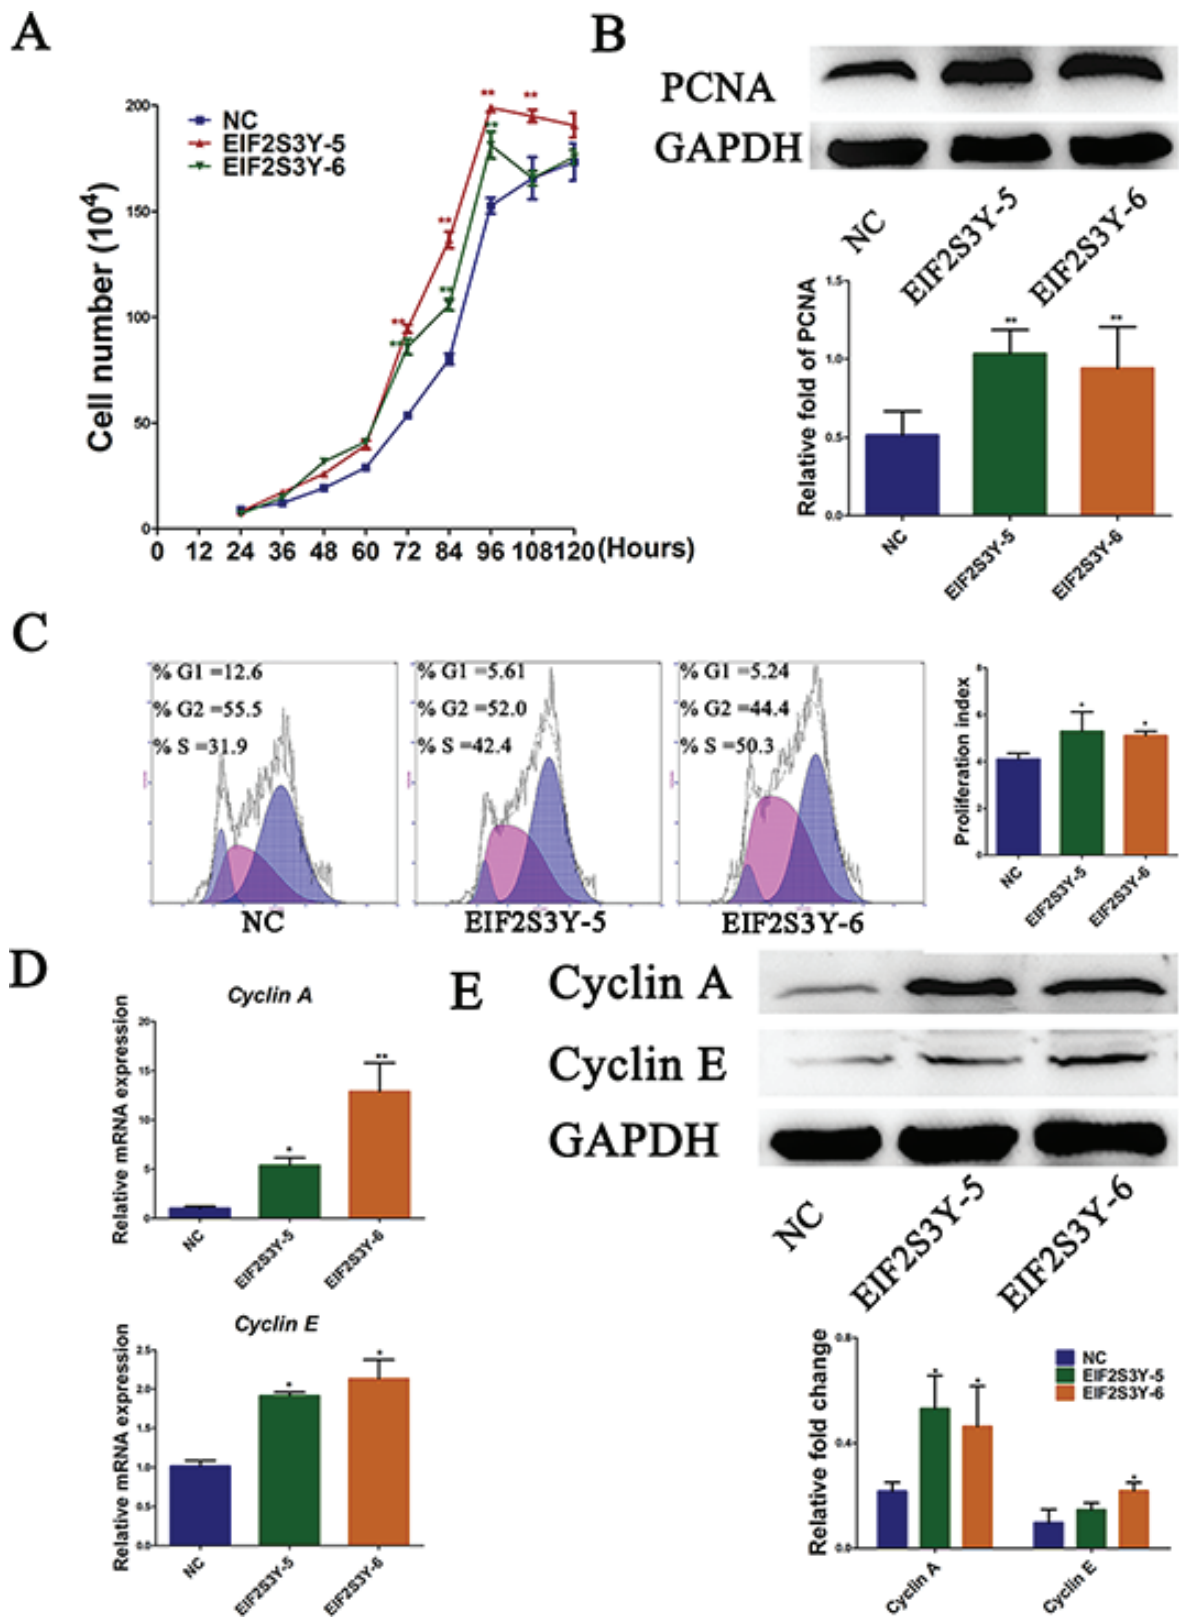 A
200
150
100
50
0
Cell number (10⁴)
NC
EIF2S3Y-5
EIF2S3Y-6
**
**
**
**
**
**
**
**
0 12 24 36 48 60 72 84 96 108 120 (Hours)
B
PCNA
GAPDH
NC
EIF2S3Y-5
EIF2S3Y-6
Relative fold of PCNA
1.5
1.0
0.5
0.0
**
**
NC
EIF2S3Y-5
EIF2S3Y-6
C
% G1 =12.6
% G2 =55.5
% S =31.9
NC
% G1 =5.61
% G2 =52.0
% S =42.4
EIF2S3Y-5
% G1 =5.24
% G2 =44.4
% S =50.3
EIF2S3Y-6
Proliferation index
8
6
4
2
0
*
*
NC
EIF2S3Y-5
EIF2S3Y-6
D
Cyclin A
Relative mRNA expression
20
15
10
5
0
*
**
NC
EIF2S3Y-5
EIF2S3Y-6
Cyclin E
Relative mRNA expression
2.5
2.0
1.5
1.0
0.5
0.0
*
*
NC
EIF2S3Y-5
EIF2S3Y-6
E
Cyclin A
Cyclin E
GAPDH
NC
EIF2S3Y-5
EIF2S3Y-6
Relative fold change
0.8
0.4
0.0
NC
EIF2S3Y-5
EIF2S3Y-6
*
*
*
Cyclin A
Cyclin E